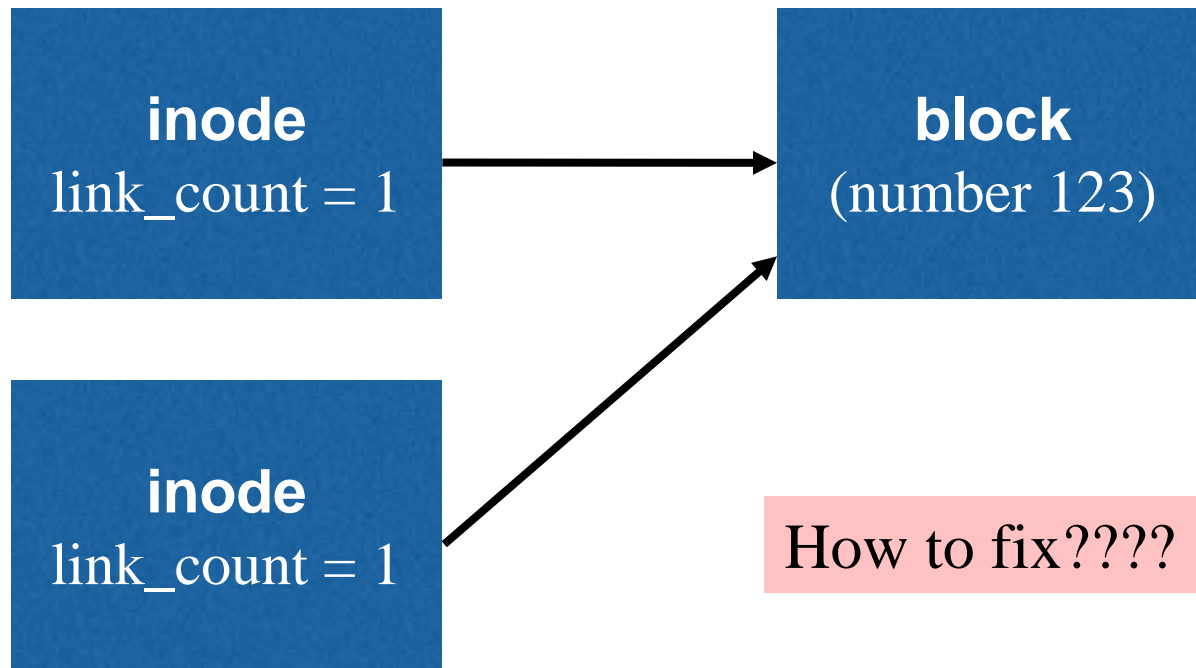 inode
link_count = 1
block
(number 123)
inode
link_count = 1
How to fix????